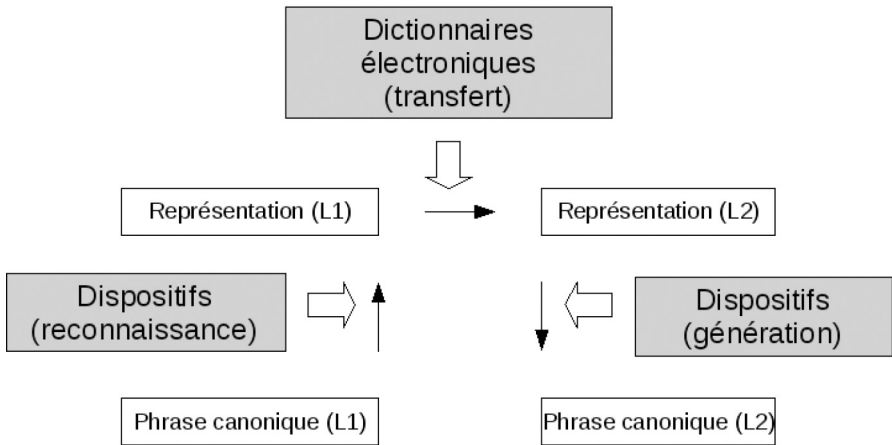 Dictionnaires
électroniques
(transfert)
Représentation (L1)
Représentation (L2)
Dispositifs
(reconnaissance)
Dispositifs
(génération)
Phrase canonique (L1)
Phrase canonique (L2)